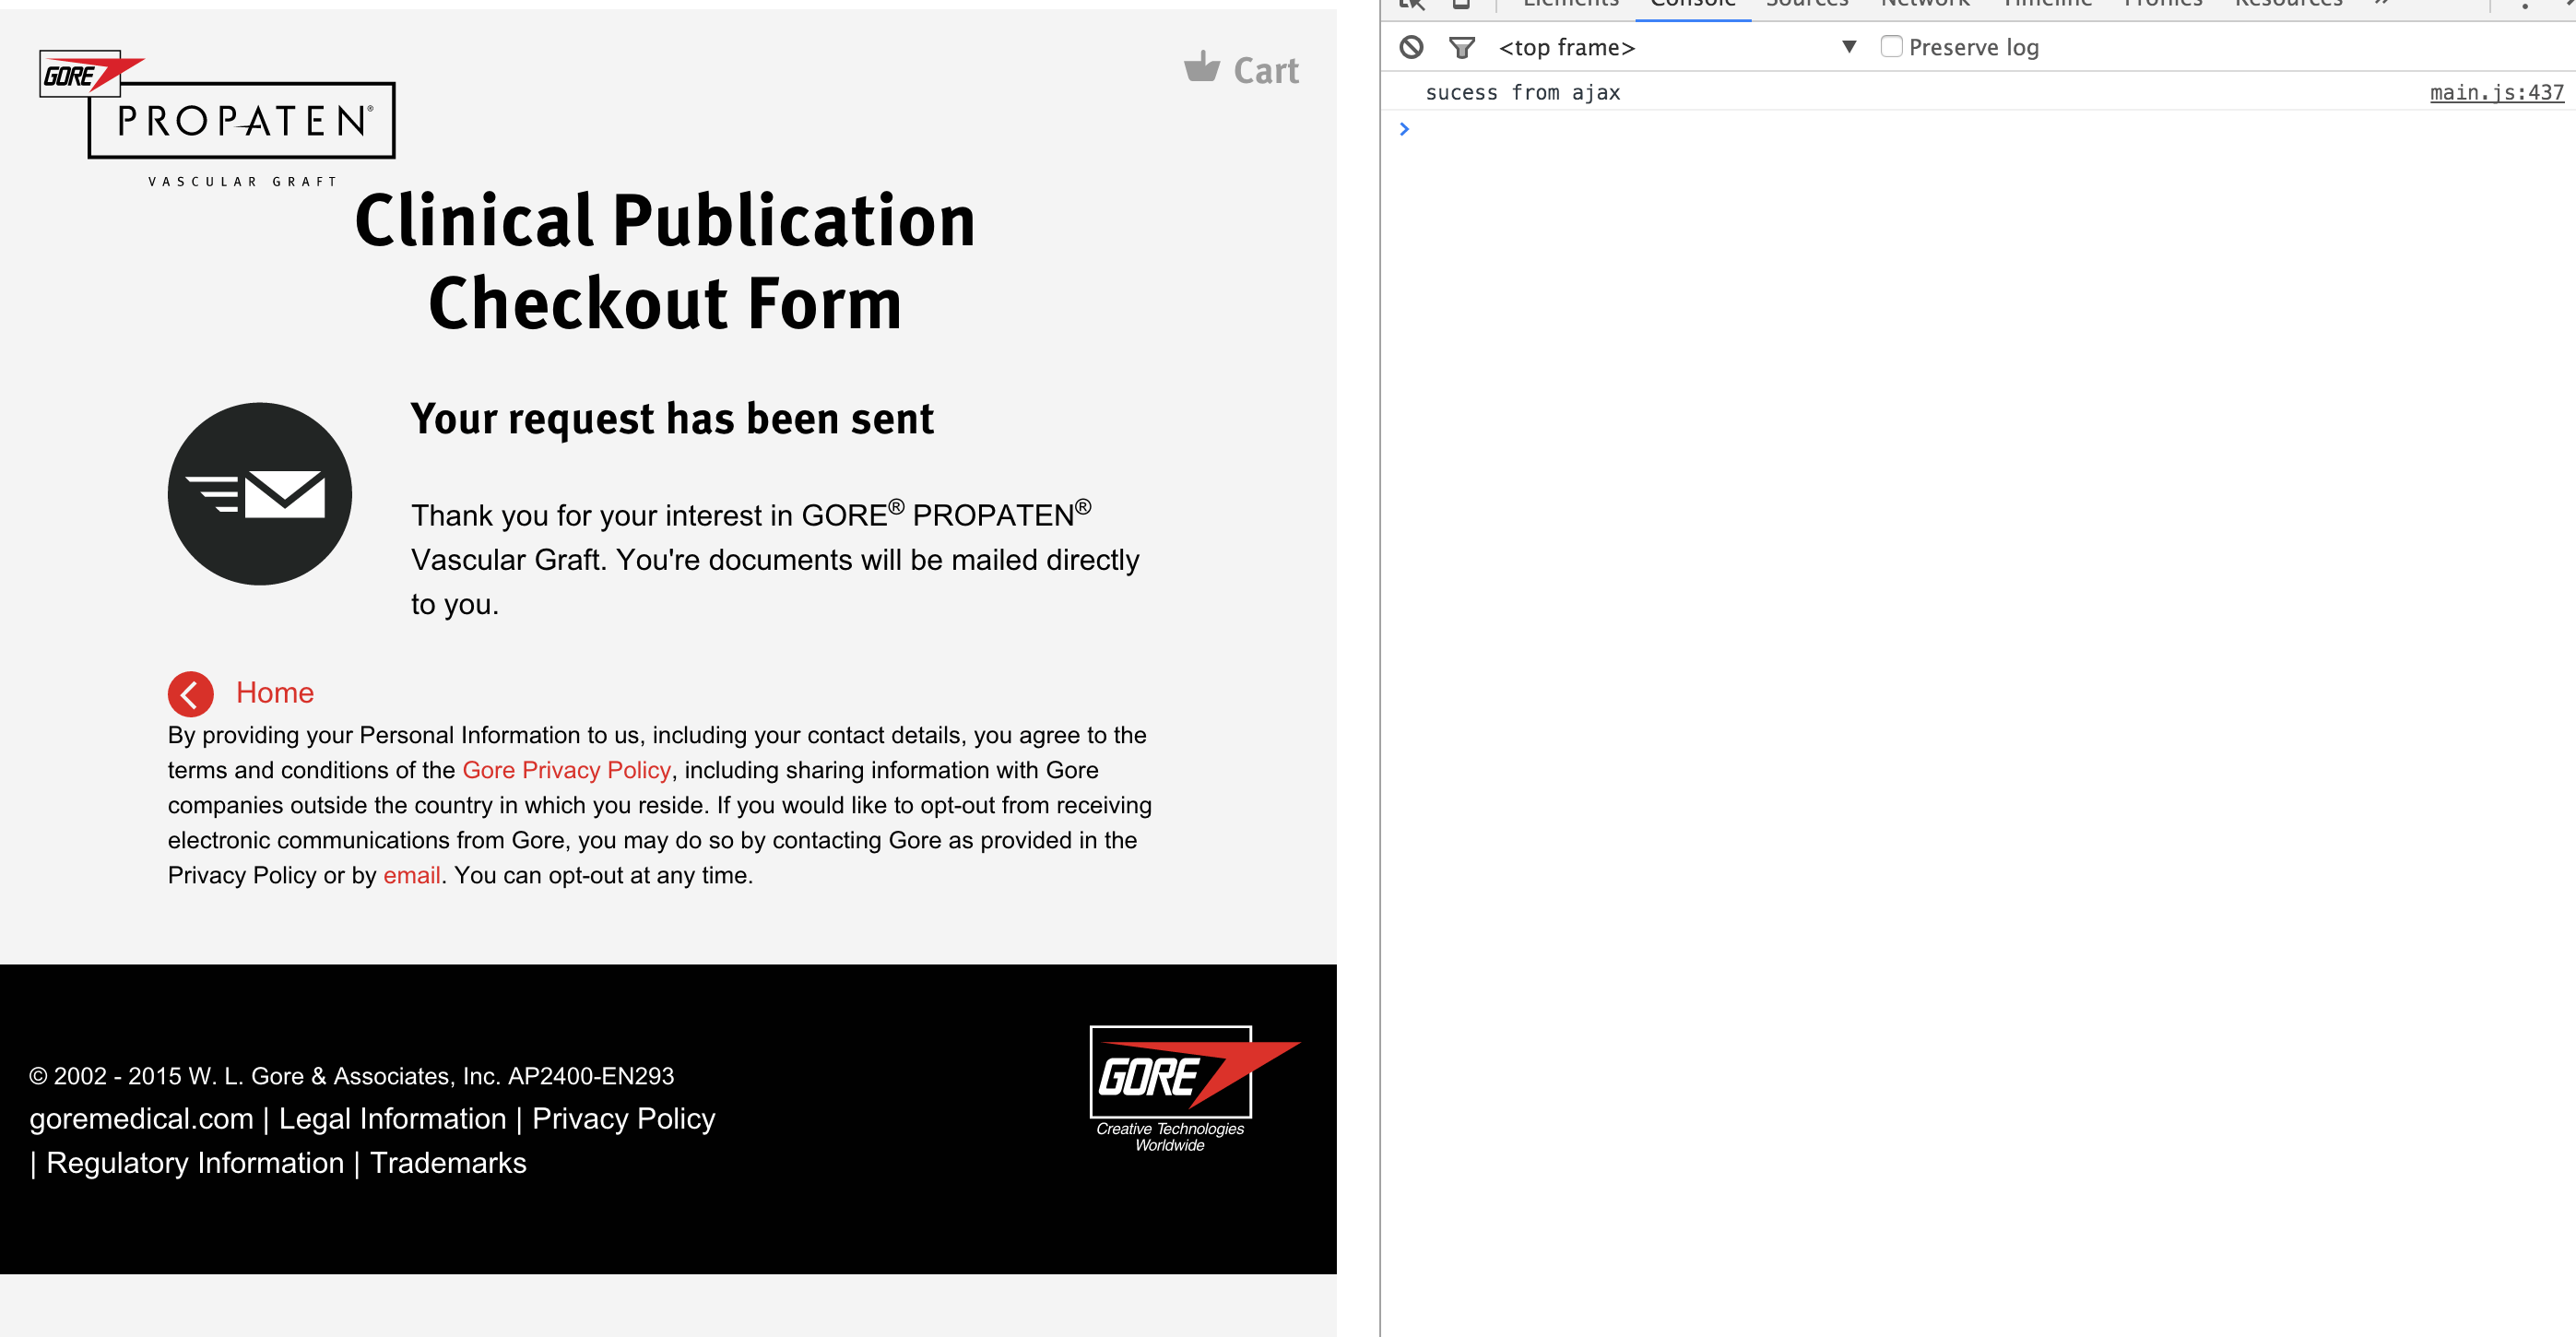 GORE
PROPATEN®
VASCULAR GRAFT
Cart
Clinical Publication
Checkout Form
Your request has been sent
Thank you for your interest in GORE® PROPATEN®
Vascular Graft. You're documents will be mailed directly
to you.
Home
By providing your Personal Information to us, including your contact details, you agree to the
terms and conditions of the Gore Privacy Policy, including sharing information with Gore
companies outside the country in which you reside. If you would like to opt-out from receiving
electronic communications from Gore, you may do so by contacting Gore as provided in the
Privacy Policy or by email. You can opt-out at any time.
© 2002 - 2015 W. L. Gore & Associates, Inc. AP2400-EN293
goremedical.com | Legal Information | Privacy Policy
| Regulatory Information | Trademarks
GORE
Creative Technologies
Worldwide
Elements Console Sources Network Timeline Profiles Resources »
<top frame> ▼ Preserve log
sucess from ajax main.js:437
>